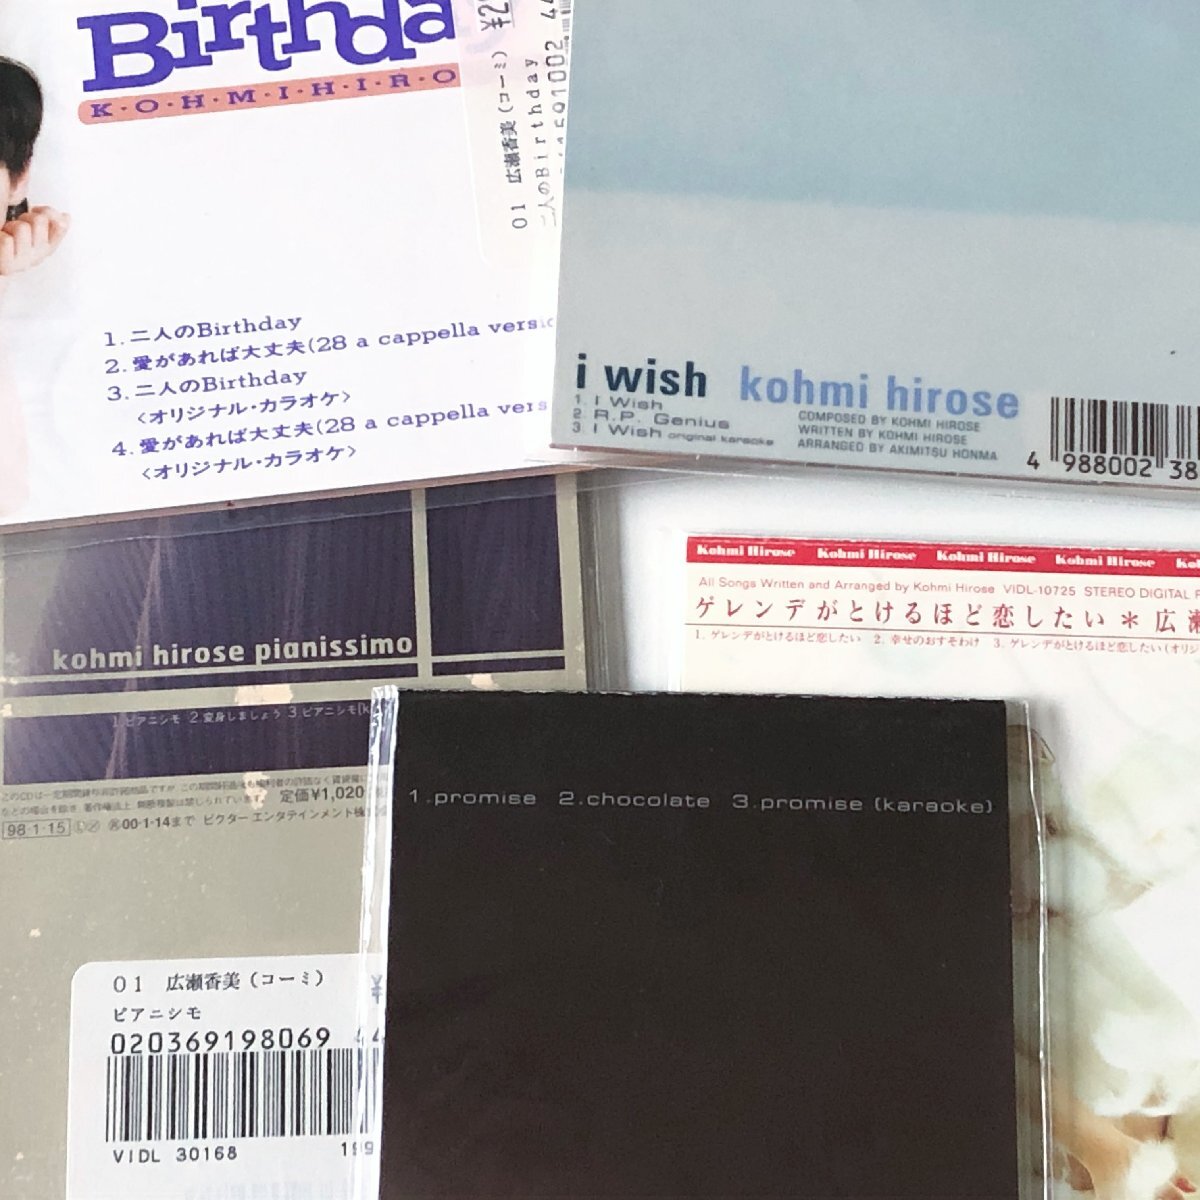 Birthda
K·O·H·M·I·H·I·R·O
01 広瀬香美(コーミ)
二人のBirthday
1.二人のBirthday
2.愛があれば大丈夫(28 a cappella versio
3.二人のBirthday
<オリジナル・カラオケ>
4.愛があれば大丈夫(28 a cappella vers
<オリジナル・カラオケ>
i wish kohmi hirose
1. I Wish
2. R.P. Genius
3. I Wish original karaoke
COMPOSED BY KOHMI HIROSE
WRITTEN BY KOHMI HIROSE
ARRANGED BY AKIMITSU HONMA
4 988002 38
kohmi hirose pianissimo
1.ピアニシモ 2.変身しましょう 3.ピアニシモ(k
定価¥1,020
98·1·15
00·1·14まで ビクターエンタテインメント
01 広瀬香美(コーミ)
ピアニシモ
020369198069
VIDL 30168
Kohmi Hirose Kohmi Hirose Kohmi Hirose Kohmi Hirose Ko
All Songs Written and Arranged by Kohmi Hirose VIDL-10725 STEREO DIGITAL
ゲレンデがとけるほど恋したい＊広瀬
1. ゲレンデがとけるほど恋したい 2. 幸せのおすそわけ 3. ゲレンデがとけるほど恋したい(オリジ
1.promise 2.chocolate 3.promise (karaoke)